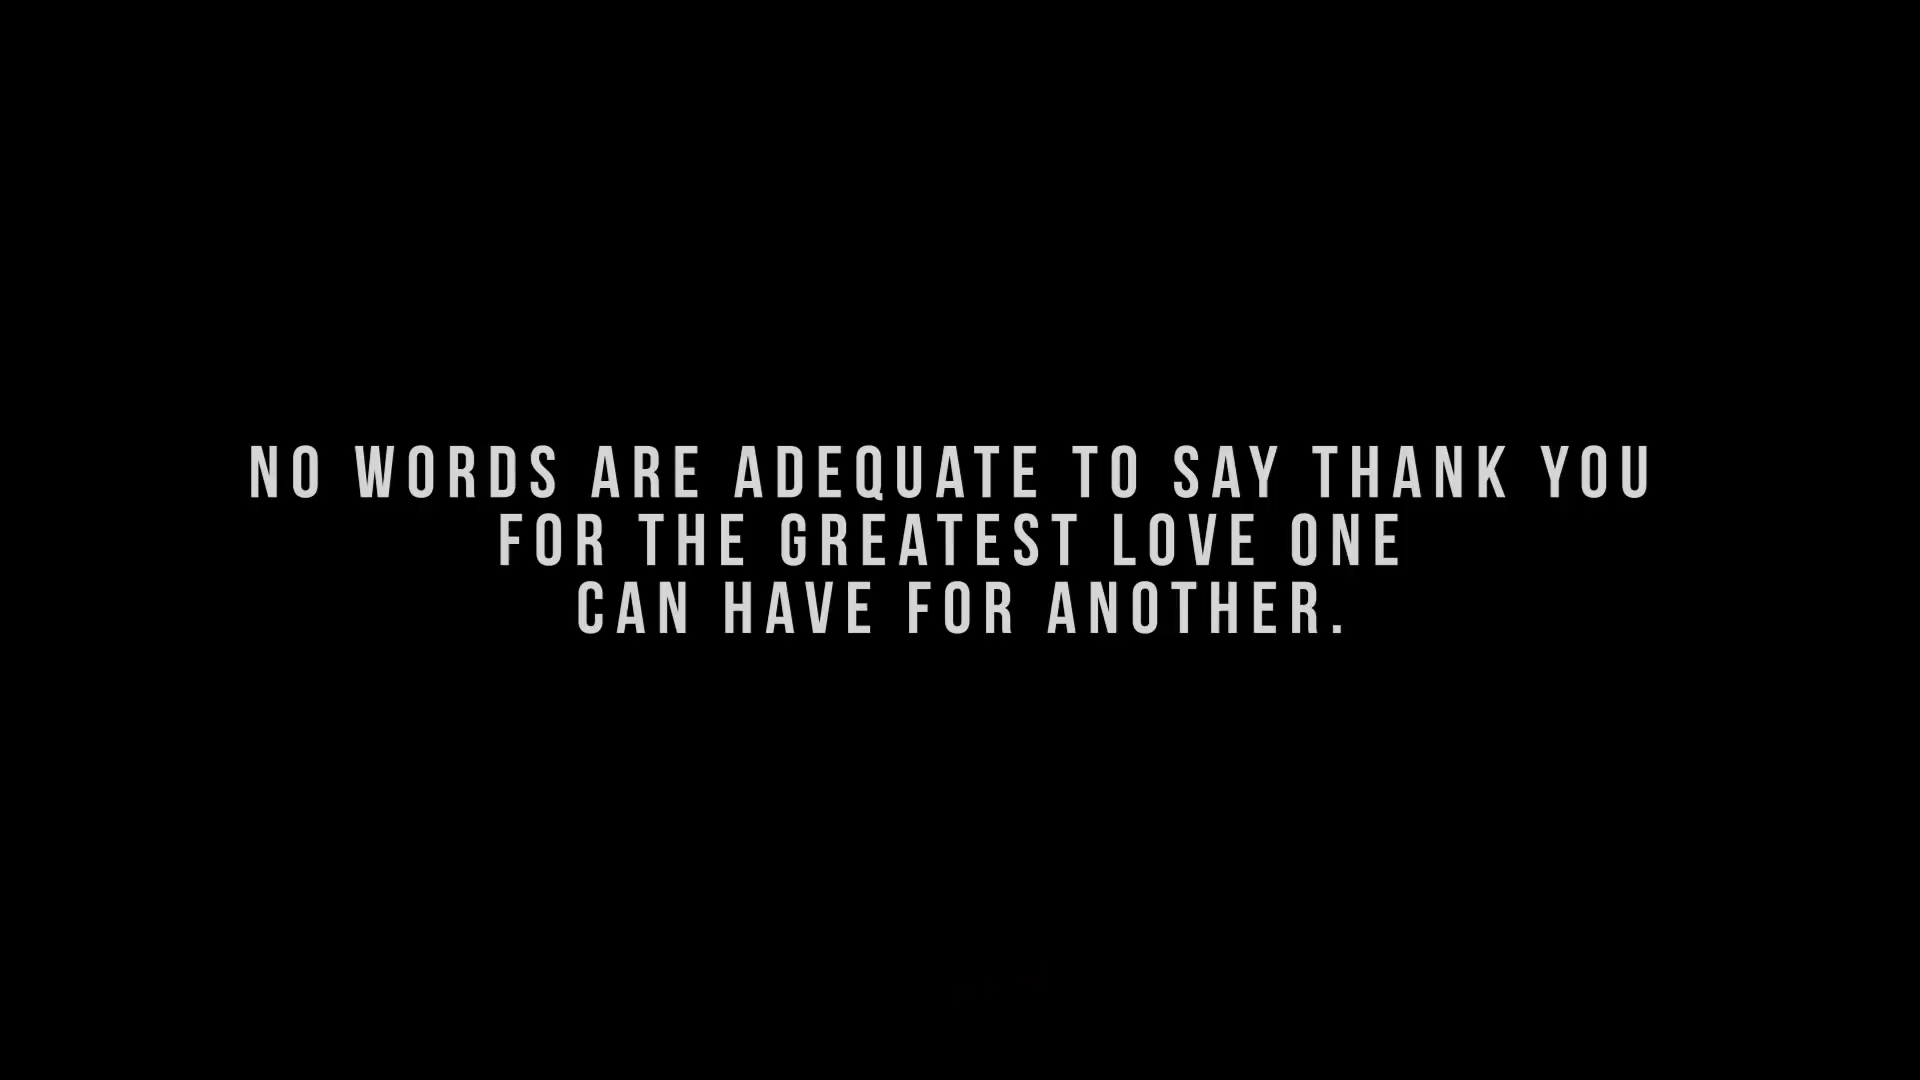 NO WORDS ARE ADEQUATE TO SAY THANK YOU
FOR THE GREATEST LOVE ONE
CAN HAVE FOR ANOTHER.